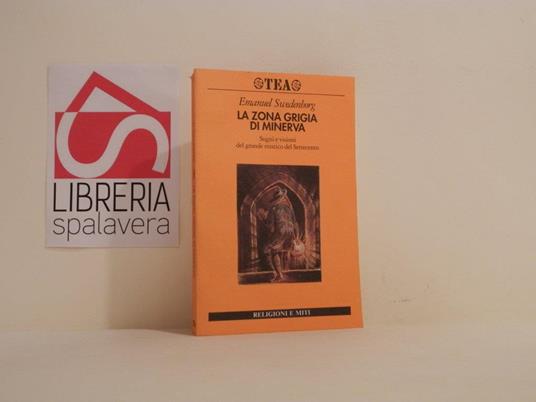 LIBRERIA
spalavera
TEA
Emanuel Swedenborg
LA ZONA GRIGIA
DI MINERVA
Sogni e visioni
del grande mistico del Settecento
RELIGIONI E MITI